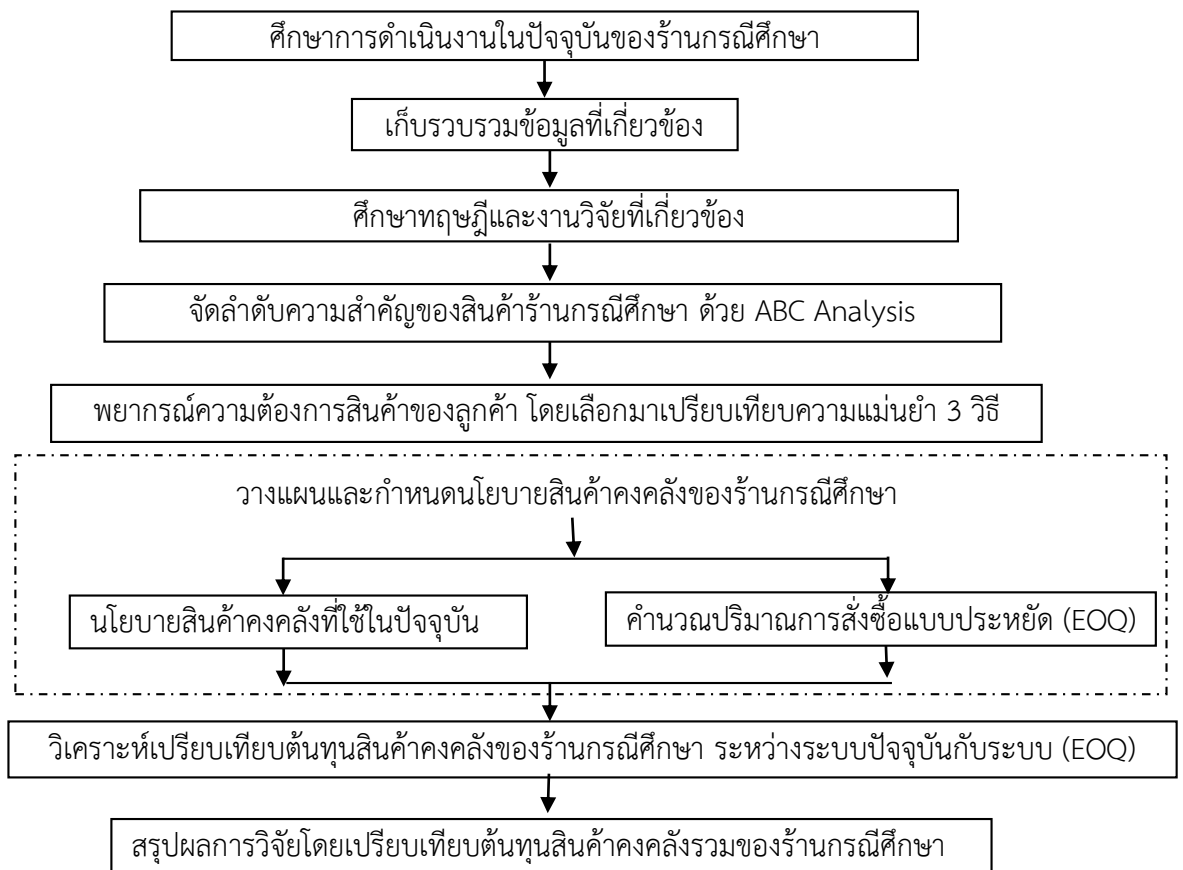 ศึกษาการดำเนินงานในปัจจุบันของร้านกรณีศึกษา
เก็บรวบรวมข้อมูลที่เกี่ยวข้อง
ศึกษาทฤษฎีและงานวิจัยที่เกี่ยวข้อง
จัดลำดับความสำคัญของสินค้าร้านกรณีศึกษา ด้วย ABC Analysis
พยากรณ์ความต้องการสินค้าของลูกค้า โดยเลือกมาเปรียบเทียบความแม่นยำ 3 วิธี
วางแผนและกำหนดนโยบายสินค้าคงคลังของร้านกรณีศึกษา
นโยบายสินค้าคงคลังที่ใช้ในปัจจุบัน
คำนวณปริมาณการสั่งซื้อแบบประหยัด (EOQ)
วิเคราะห์เปรียบเทียบต้นทุนสินค้าคงคลังของร้านกรณีศึกษา ระหว่างระบบปัจจุบันกับระบบ (EOQ)
สรุปผลการวิจัยโดยเปรียบเทียบต้นทุนสินค้าคงคลังรวมของร้านกรณีศึกษา